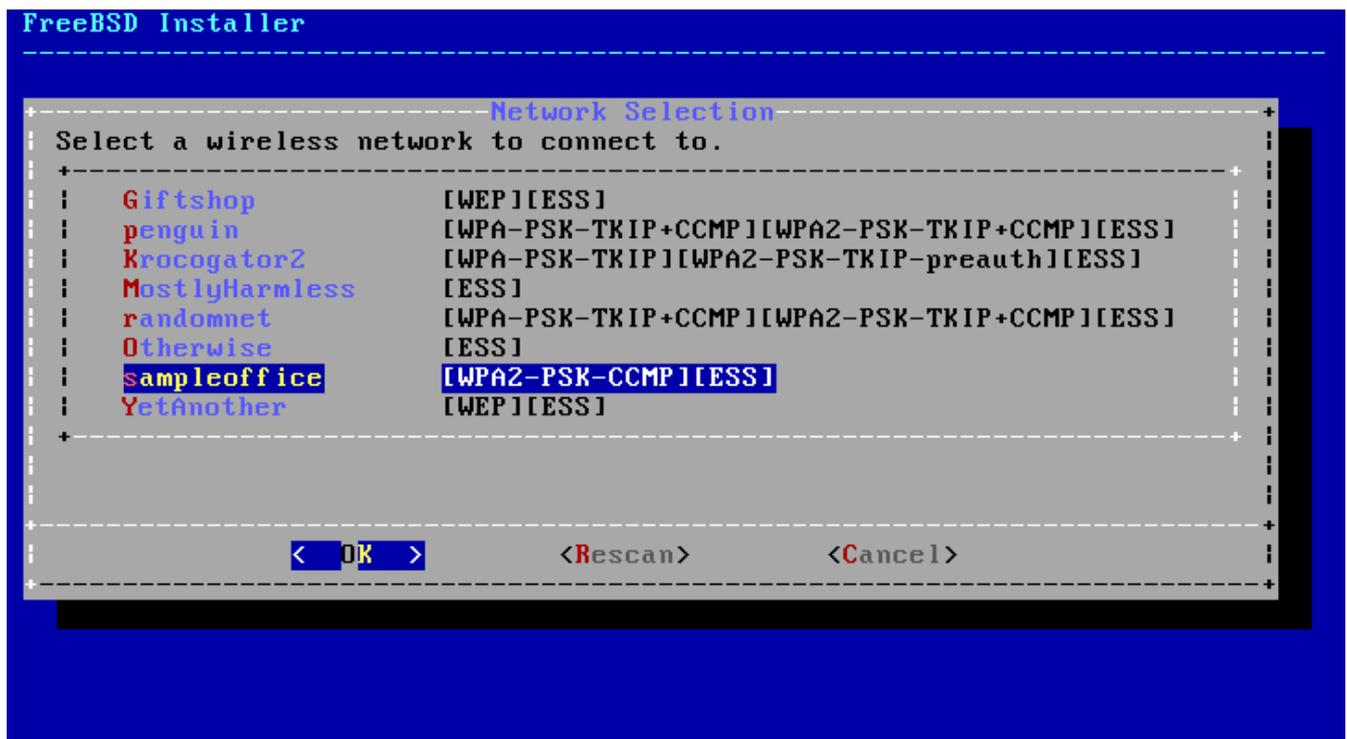 FreeBSD Installer
Network Selection
Select a wireless network to connect to.
Giftshop [WEP][ESS]
penguin [WPA-PSK-TKIP+CCMP][WPA2-PSK-TKIP+CCMP][ESS]
Krocogator2 [WPA-PSK-TKIP][WPA2-PSK-TKIP-preauth][ESS]
MostlyHarmless [ESS]
randomnet [WPA-PSK-TKIP+CCMP][WPA2-PSK-TKIP+CCMP][ESS]
Otherwise [ESS]
sampleoffice [WPA2-PSK-CCMP][ESS]
YetAnother [WEP][ESS]
< OK > <Rescan> <Cancel>